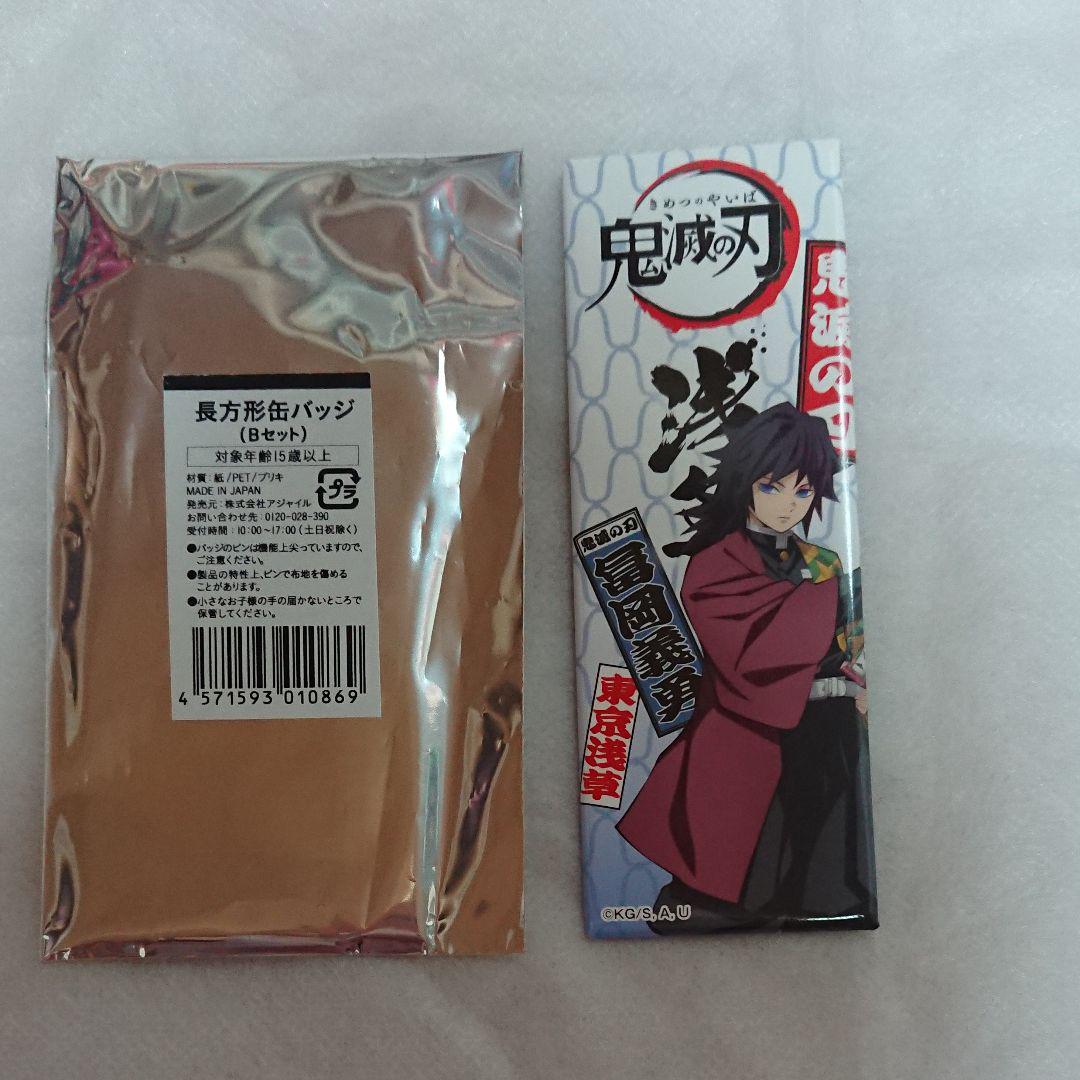 長方形缶バッジ
(Bセット)
対象年齢15歳以上
材質:紙/PET/ブリキ
MADE IN JAPAN
発売元:株式会社アジャイル
お問い合わせ先:0120-028-390
受付時間:10:00~17:00(土日祝除く)
プラ
●バッジのピンは機能上尖っていますので、
ご注意ください。
●製品の特性上、ピンで布地を傷める
ことがあります。
●小さなお子様の手の届かないところで
保管してください。
4 571593 010869
きめつのやいば
鬼滅の刃
鬼滅の刃
浅草
鬼滅の刃
冨岡義勇
東京浅草
©KG/S, A, U